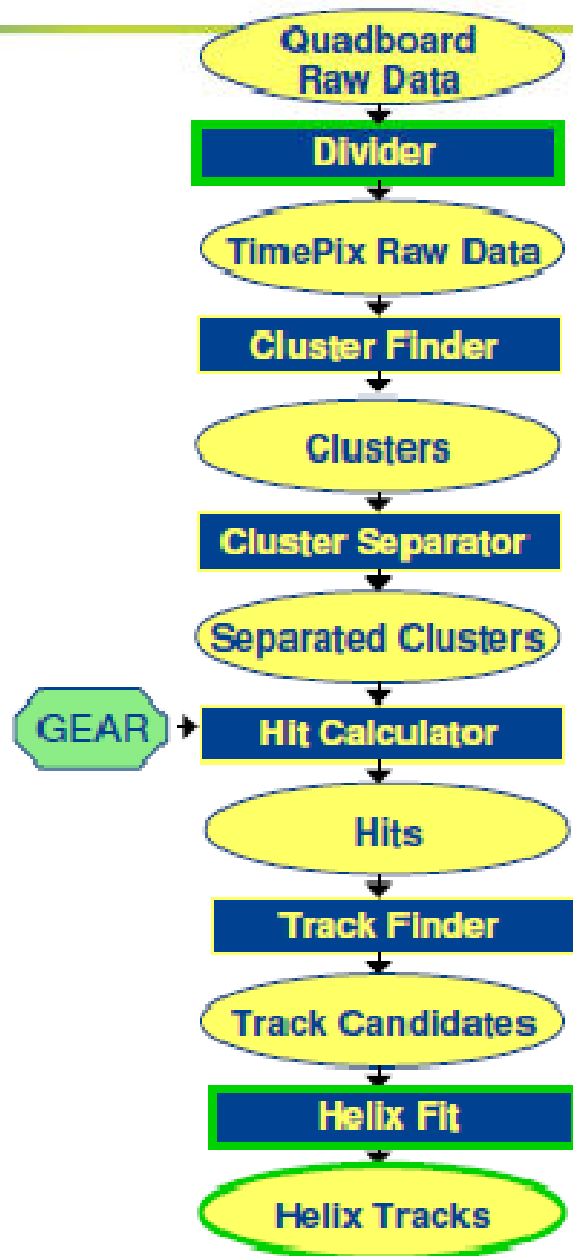 Quadboard
Raw Data
Divider
TimePix Raw Data
Cluster Finder
Clusters
Cluster Separator
Separated Clusters
GEAR
Hit Calculator
Hits
Track Finder
Track Candidates
Helix Fit
Helix Tracks